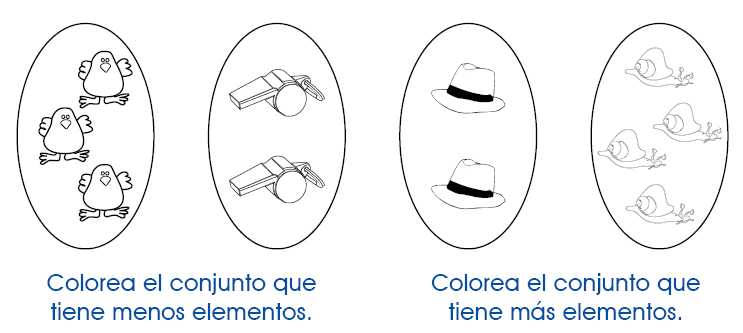 Colorea el conjunto que
tiene menos elementos.
Colorea el conjunto que
tiene más elementos.